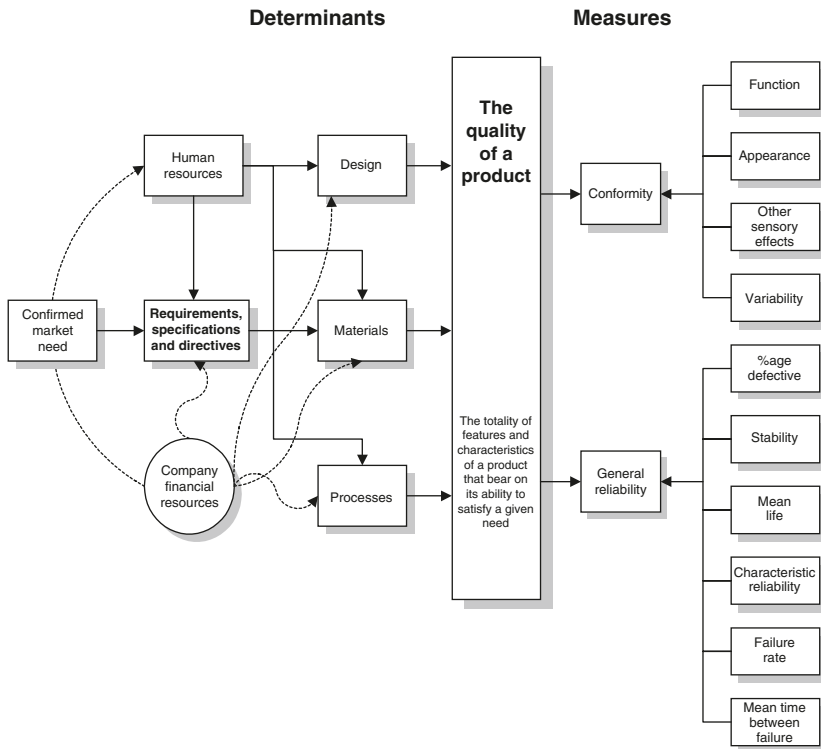 Determinants
Measures
The
quality
of a
product
The totality of
features and
characteristics
of a product
that bear on
its ability to
satisfy a given
need
Human
resources
Design
Confirmed
market
need
Requirements,
specifications
and directives
Materials
Company
financial
resources
Processes
Conformity
General
reliability
Function
Appearance
Other
sensory
effects
Variability
%age
defective
Stability
Mean
life
Characteristic
reliability
Failure
rate
Mean time
between
failure